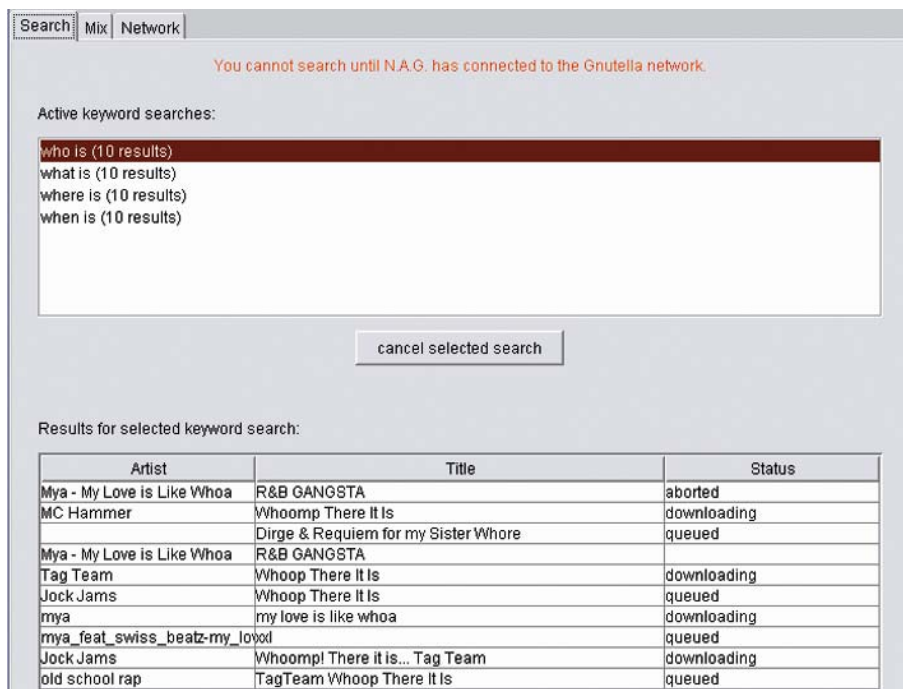 Search Mix Network
You cannot search until N.A.G. has connected to the Gnutella network.
Active keyword searches:
who is (10 results)
what is (10 results)
where is (10 results)
when is (10 results)
cancel selected search
Results for selected keyword search:
Artist Title Status
Mya - My Love is Like Whoa R&B GANGSTA aborted
MC Hammer Whoomp There It Is downloading
Dirge & Requiem for my Sister Whore queued
Mya - My Love is Like Whoa R&B GANGSTA
Tag Team Whoop There It Is downloading
Jock Jams Whoop There It Is queued
mya my love is like whoa downloading
mya_feat_swiss_beatz-my_lo queued
Jock Jams Whoomp! There it is... Tag Team downloading
old school rap TagTeam Whoop There It Is queued